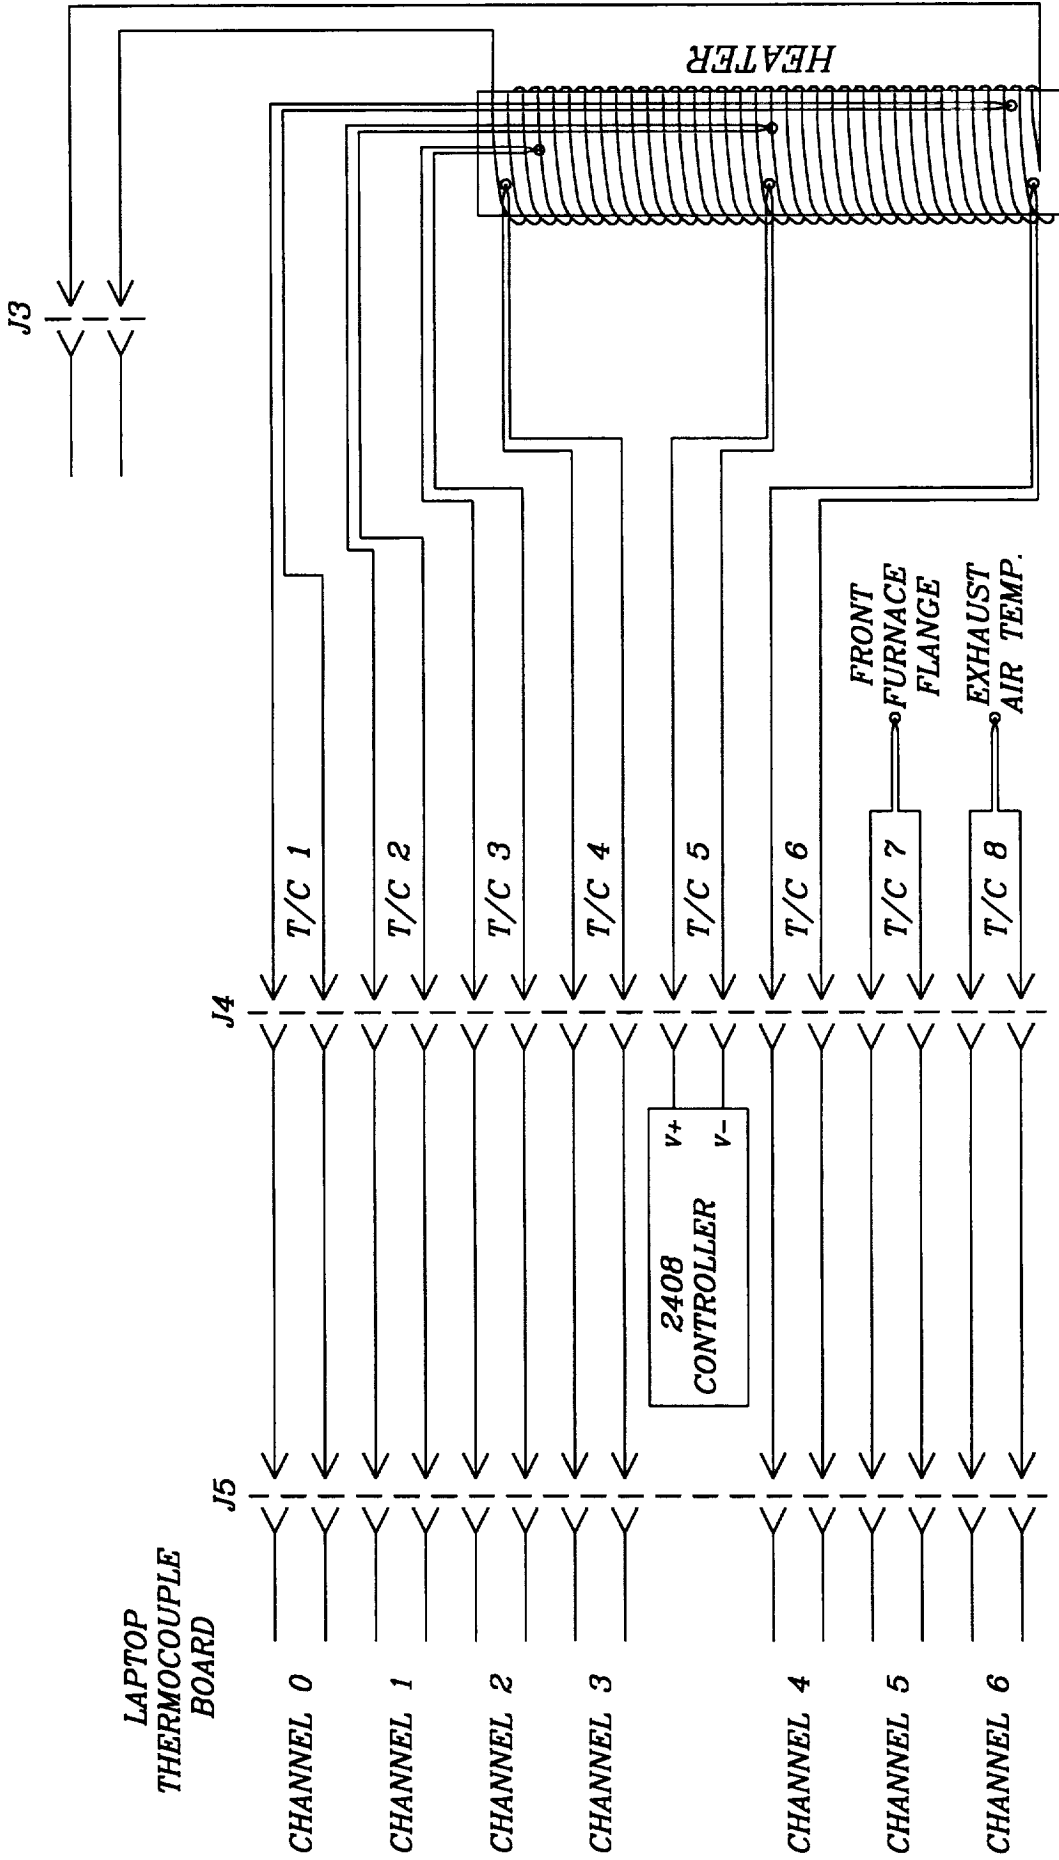 LAPTOP
THERMOCOUPLE
BOARD
J5
J4
J3
CHANNEL 0
T/C 1
CHANNEL 1
T/C 2
CHANNEL 2
T/C 3
CHANNEL 3
T/C 4
2408
CONTROLLER
V+
V-
T/C 5
CHANNEL 4
T/C 6
CHANNEL 5
T/C 7
FRONT
FURNACE
FLANGE
CHANNEL 6
T/C 8
EXHAUST
AIR TEMP.
HEATER